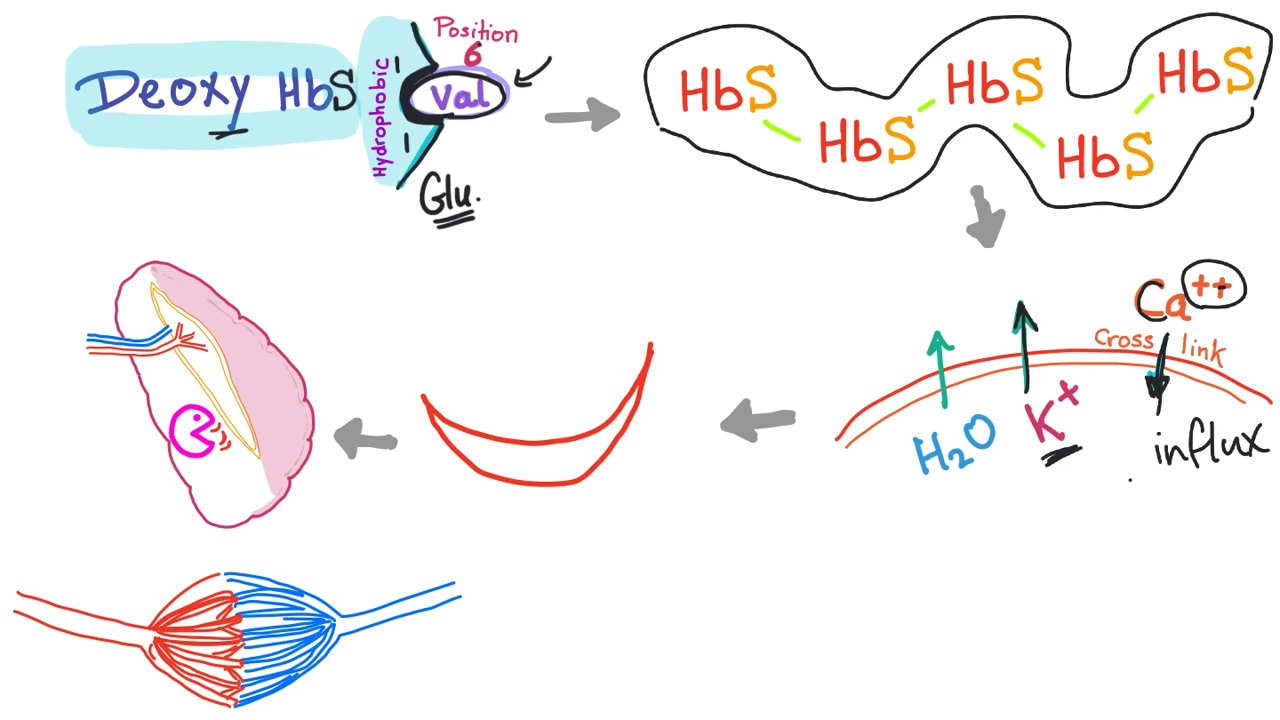 Deoxy HbS
Hydrophobic
Position
6
Val
Glu.
HbS
HbS
HbS
HbS
HbS
Ca++
Cross link
H2O
K+
influx